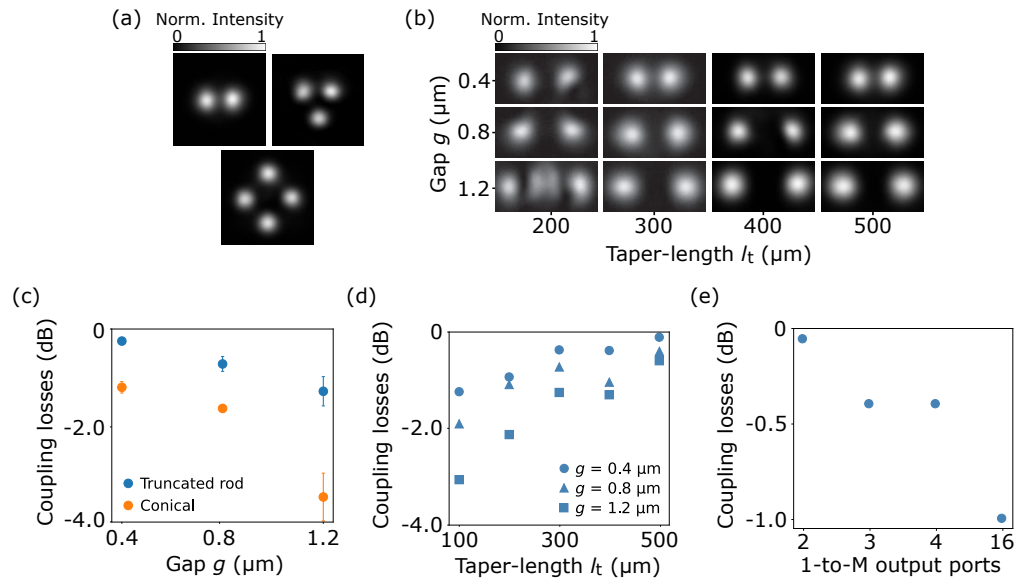 (a)
Norm. Intensity
0 1
(b)
Norm. Intensity
0 1
Gap g (μm)
0.4
0.8
1.2
200 300 400 500
Taper-length lt (μm)
(c)
Coupling losses (dB)
0
-2.0
-4.0
Truncated rod
Conical
0.4 0.8 1.2
Gap g (μm)
(d)
Coupling losses (dB)
0
-2.0
-4.0
g = 0.4 μm
g = 0.8 μm
g = 1.2 μm
100 300 500
Taper-length lt (μm)
(e)
Coupling losses (dB)
0
-0.5
-1.0
2 3 4 16
1-to-M output ports